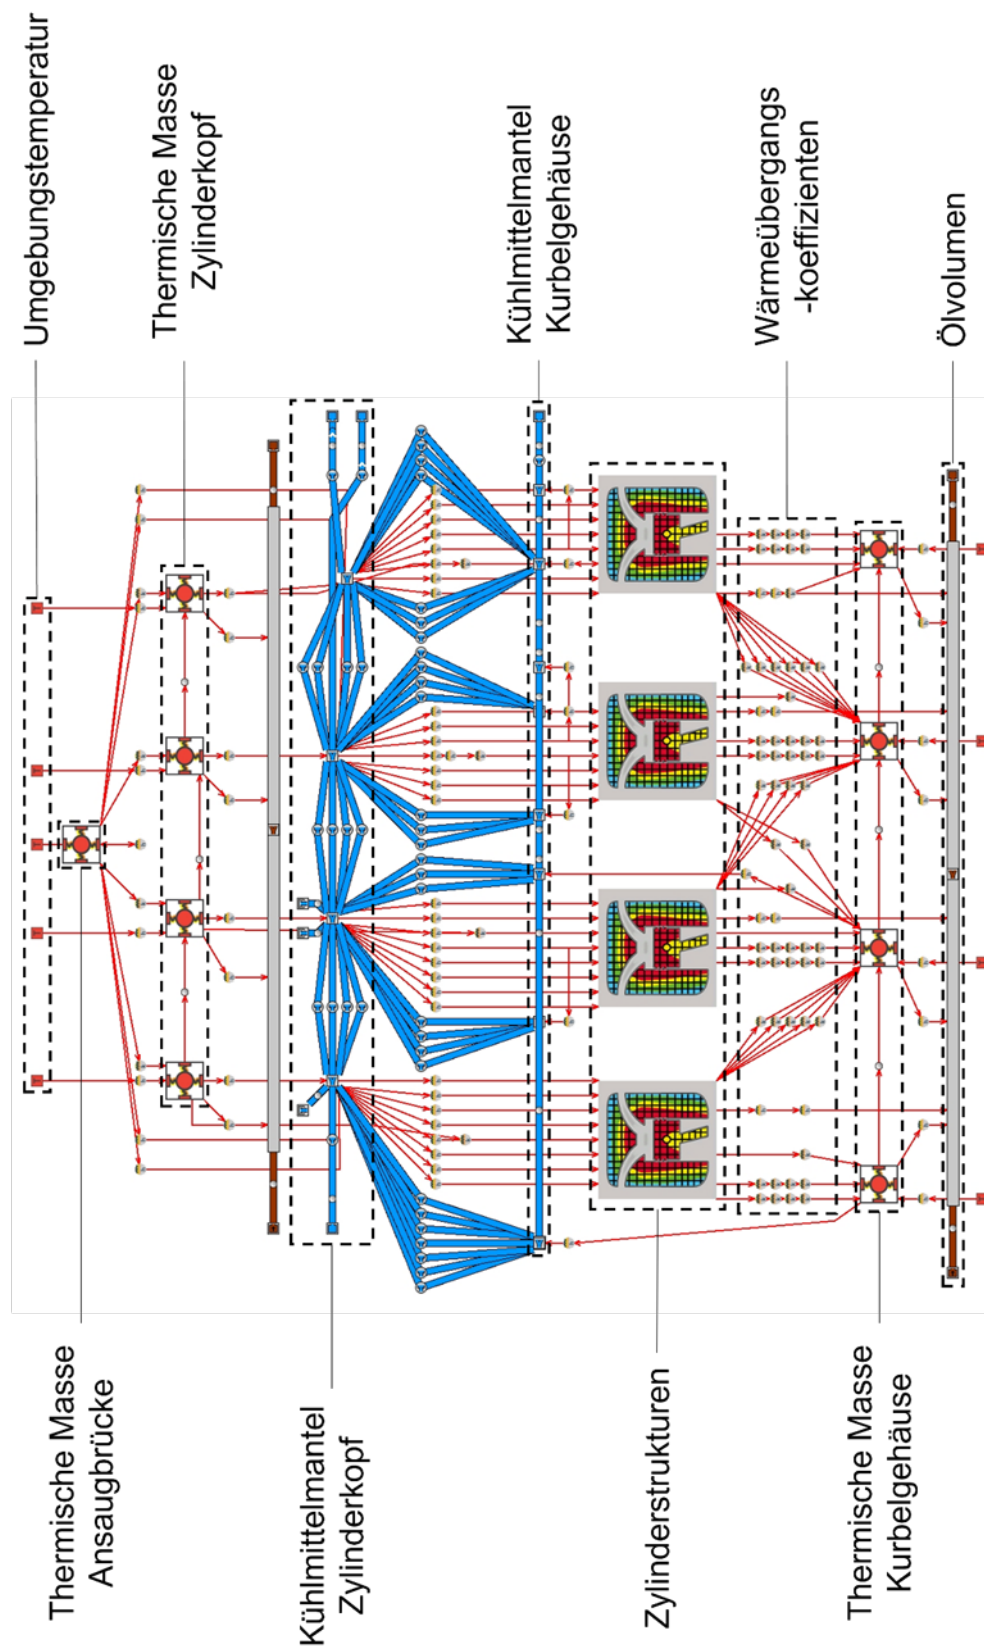 Umgebungstemperatur
Thermische Masse
Zylinderkopf
Kühlmittelmantel
Kurbelgehäuse
Wärmeübergangs
-koeffizienten
Ölvolumen
Thermische Masse
Ansaugbrücke
Kühlmittelmantel
Zylinderkopf
Zylinderstrukturen
Thermische Masse
Kurbelgehäuse